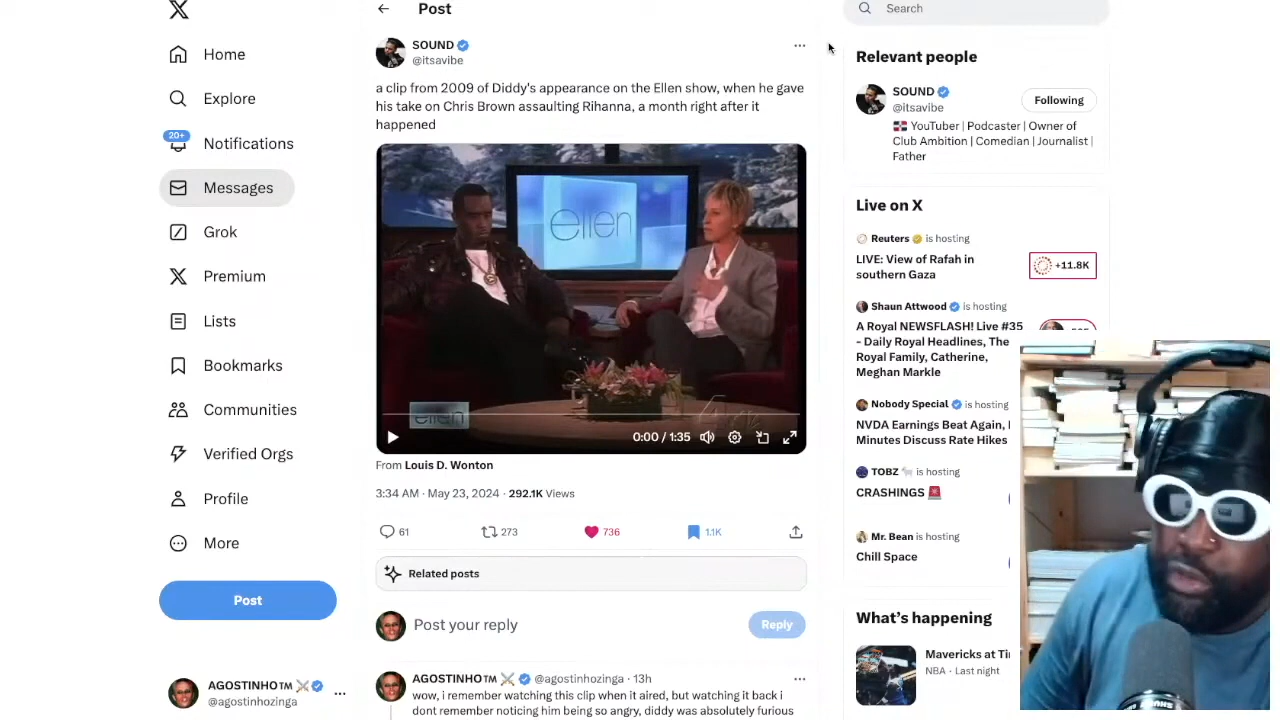 Post
Search
SOUND
@itsavibe
a clip from 2009 of Diddy's appearance on the Ellen show, when he gave
his take on Chris Brown assaulting Rihanna, a month right after it
happened
ellen
ellen
0:00 / 1:35
From Louis D. Wonton
3:34 AM · May 23, 2024 · 292.1K Views
61
273
736
1.1K
Related posts
Post your reply
Reply
AGOSTINHO™ @agostinhozinga · 13h
wow, i remember watching this clip when it aired, but watching it back i
dont remember noticing him being so angry, diddy was absolutely furious
Home
Explore
20+
Notifications
Messages
Grok
Premium
Lists
Bookmarks
Communities
Verified Orgs
Profile
More
Post
AGOSTINHO™
@agostinhozinga
Relevant people
SOUND
@itsavibe
Following
YouTuber | Podcaster | Owner of
Club Ambition | Comedian | Journalist |
Father
Live on X
Reuters is hosting
LIVE: View of Rafah in
southern Gaza
+11.8K
Shaun Attwood is hosting
A Royal NEWSFLASH! Live #35
- Daily Royal Headlines, The
Royal Family, Catherine,
Meghan Markle
Nobody Special is hosting
NVDA Earnings Beat Again,
Minutes Discuss Rate Hikes
TOBZ is hosting
CRASHINGS
Mr. Bean is hosting
Chill Space
What's happening
Mavericks at Ti
NBA · Last night